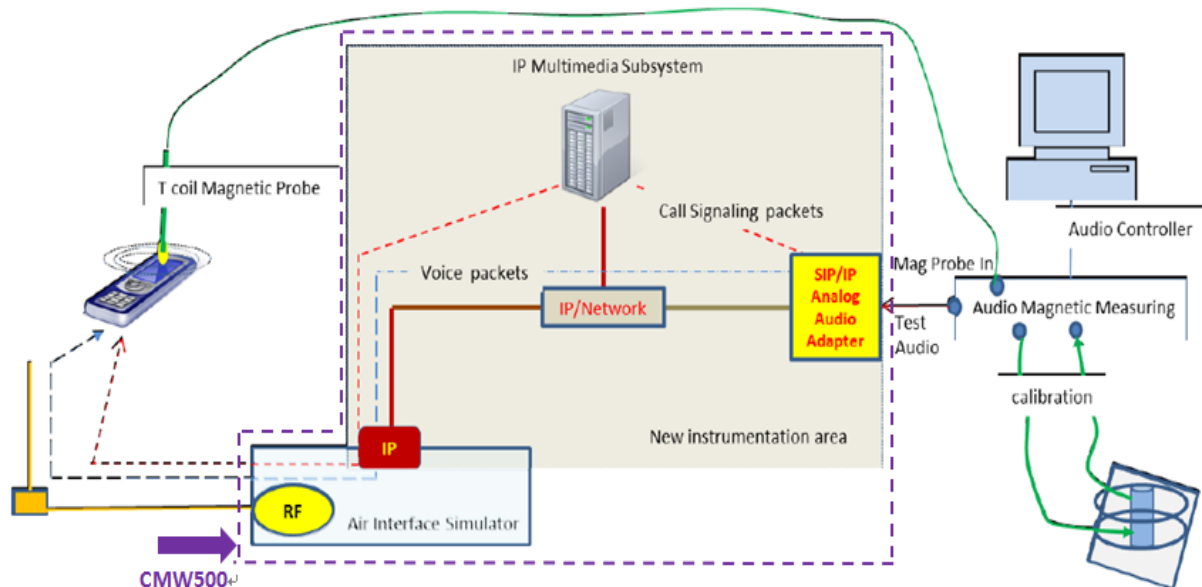 IP Multimedia Subsystem
T coil Magnetic Probe
Call Signaling packets
Audio Controller
Voice packets
Mag Probe In
SIP/IP
Analog
Audio
Adapter
IP/Network
Audio Magnetic Measuring
Test
Audio
calibration
New instrumentation area
IP
RF
Air Interface Simulator
CMW500